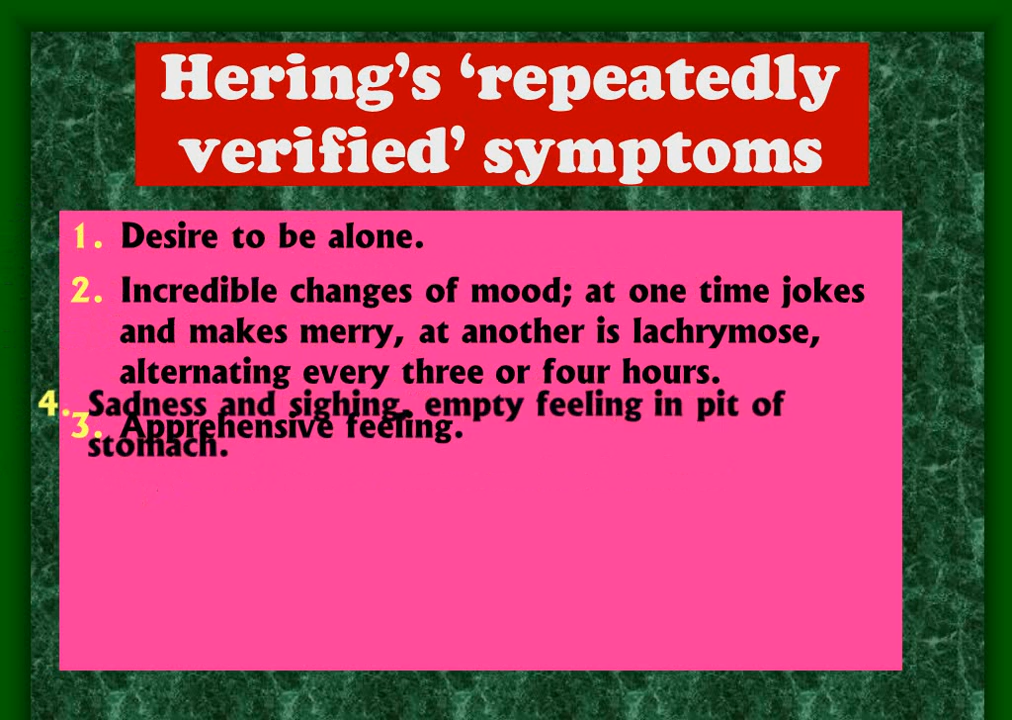 Hering’s ‘repeatedly
verified’ symptoms
1. Desire to be alone.
2. Incredible changes of mood; at one time jokes
and makes merry, at another is lachrymose,
alternating every three or four hours.
3. Apprehensive feeling.
4. Sadness and sighing, empty feeling in pit of
stomach.